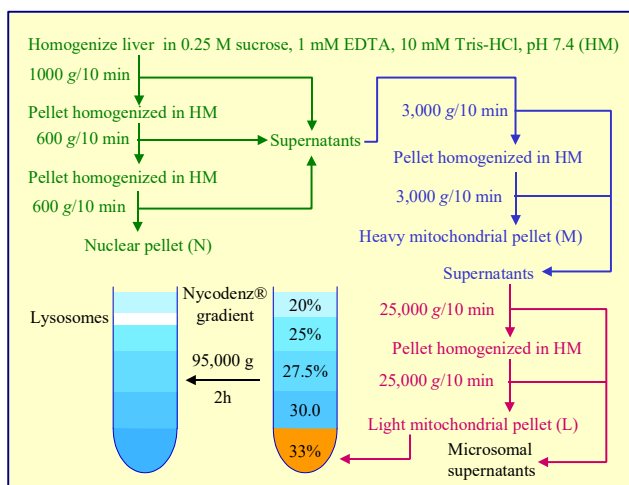 Homogenize liver in 0.25 M sucrose, 1 mM EDTA, 10 mM Tris-HCl, pH 7.4 (HM)
1000 g/10 min
Pellet homogenized in HM
600 g/10 min
Supernatants
Pellet homogenized in HM
600 g/10 min
Nuclear pellet (N)
3,000 g/10 min
Pellet homogenized in HM
3,000 g/10 min
Heavy mitochondrial pellet (M)
Supernatants
25,000 g/10 min
Pellet homogenized in HM
25,000 g/10 min
Light mitochondrial pellet (L)
Microsomal
supernatants
Lysosomes
Nycodenz®
gradient
95,000 g
2h
20%
25%
27.5%
30.0
33%